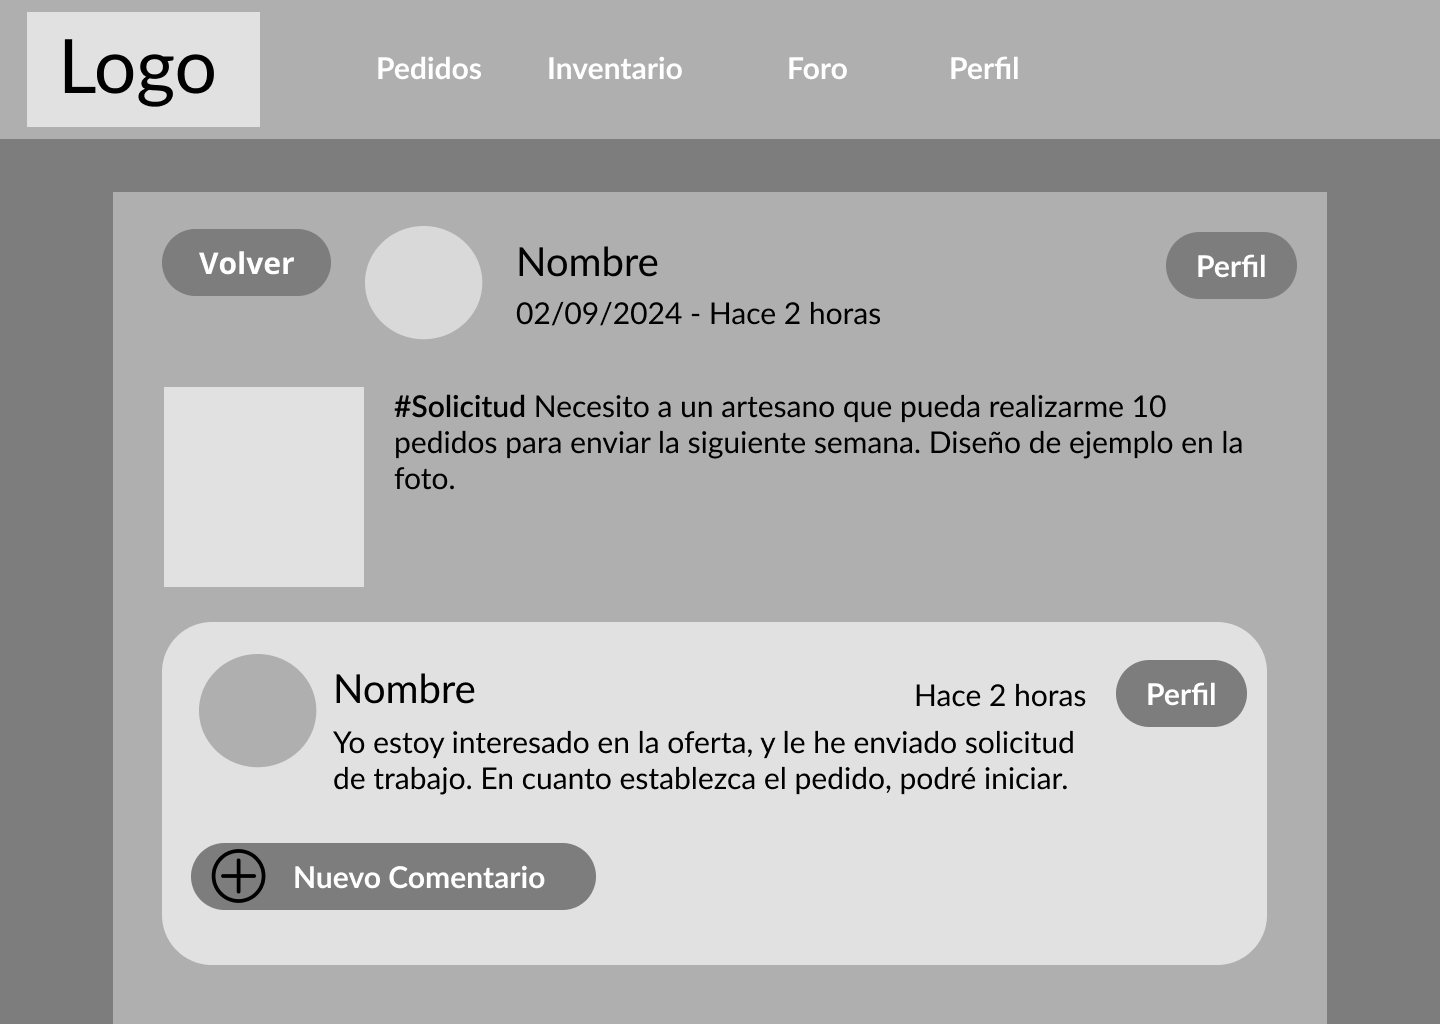 Logo
Pedidos Inventario Foro Perfil
Volver
Nombre
Perfil
02/09/2024 - Hace 2 horas
#Solicitud Necesito a un artesano que pueda realizarme 10
pedidos para enviar la siguiente semana. Diseño de ejemplo en la
foto.
Nombre
Hace 2 horas
Perfil
Yo estoy interesado en la oferta, y le he enviado solicitud
de trabajo. En cuanto establezca el pedido, podré iniciar.
Nuevo Comentario